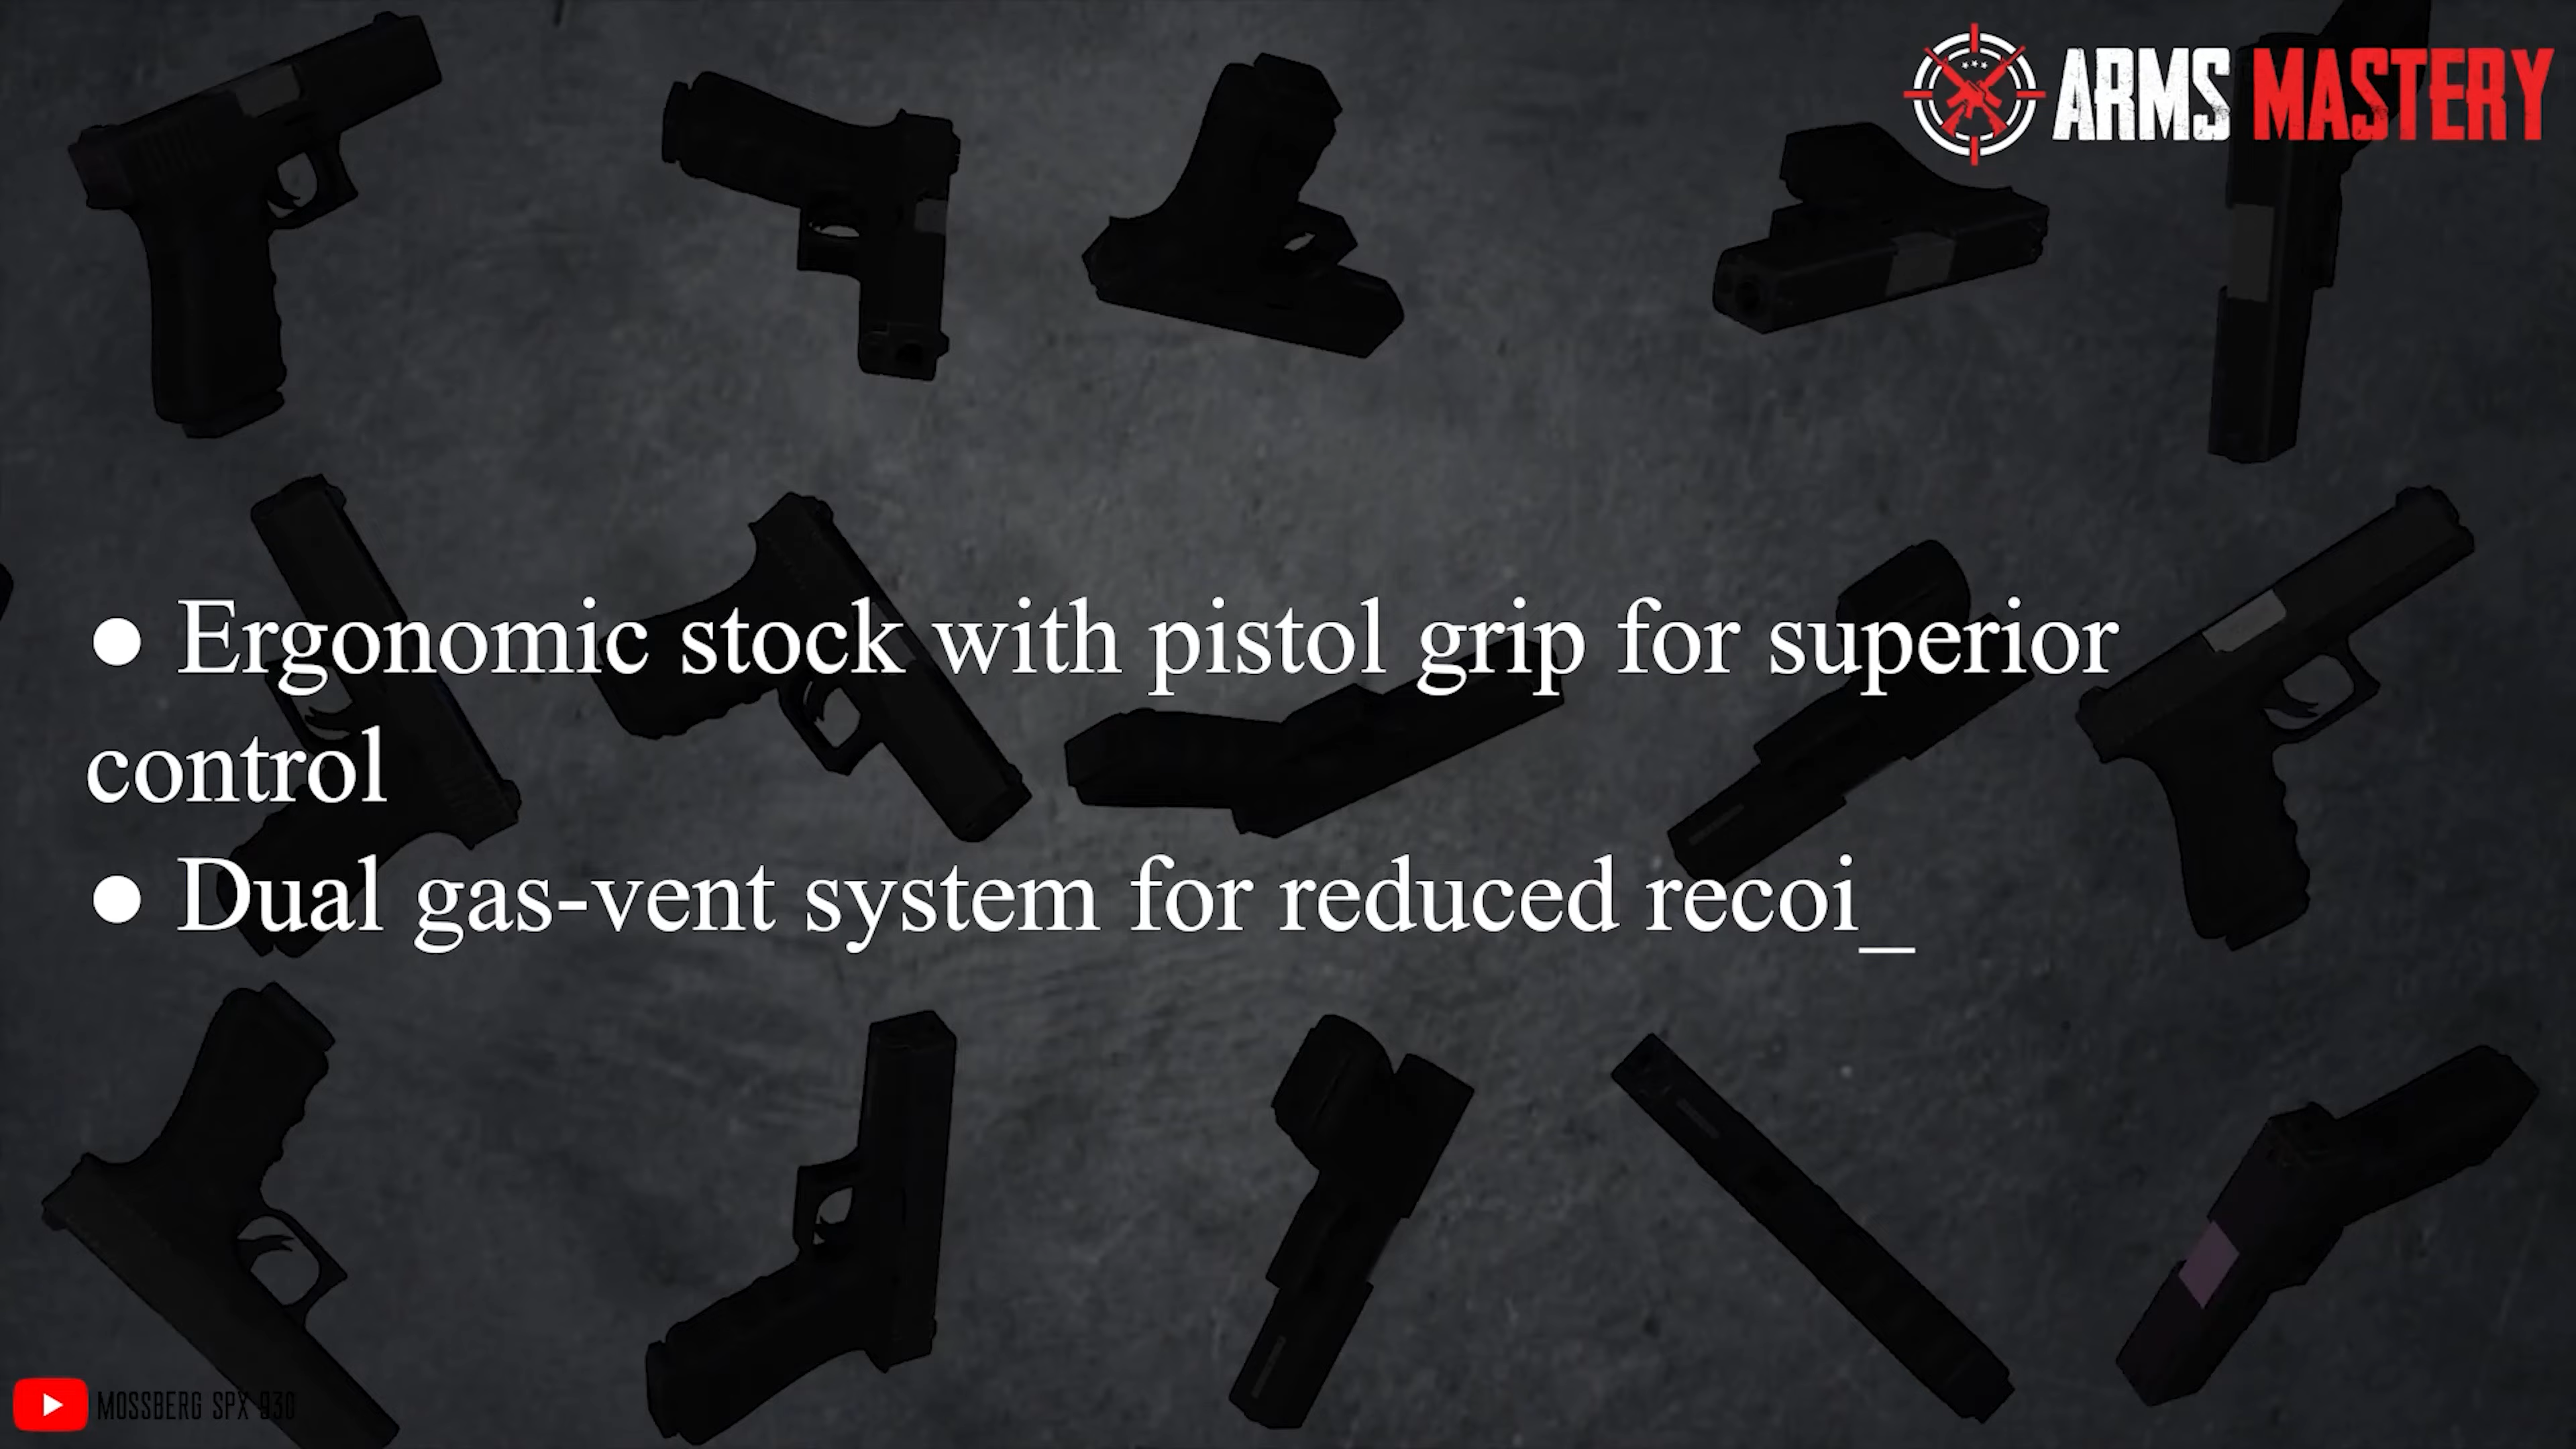 ARMS MASTERY
● Ergonomic stock with pistol grip for superior
control
● Dual gas-vent system for reduced recoi_
MOSSBERG SPX 930